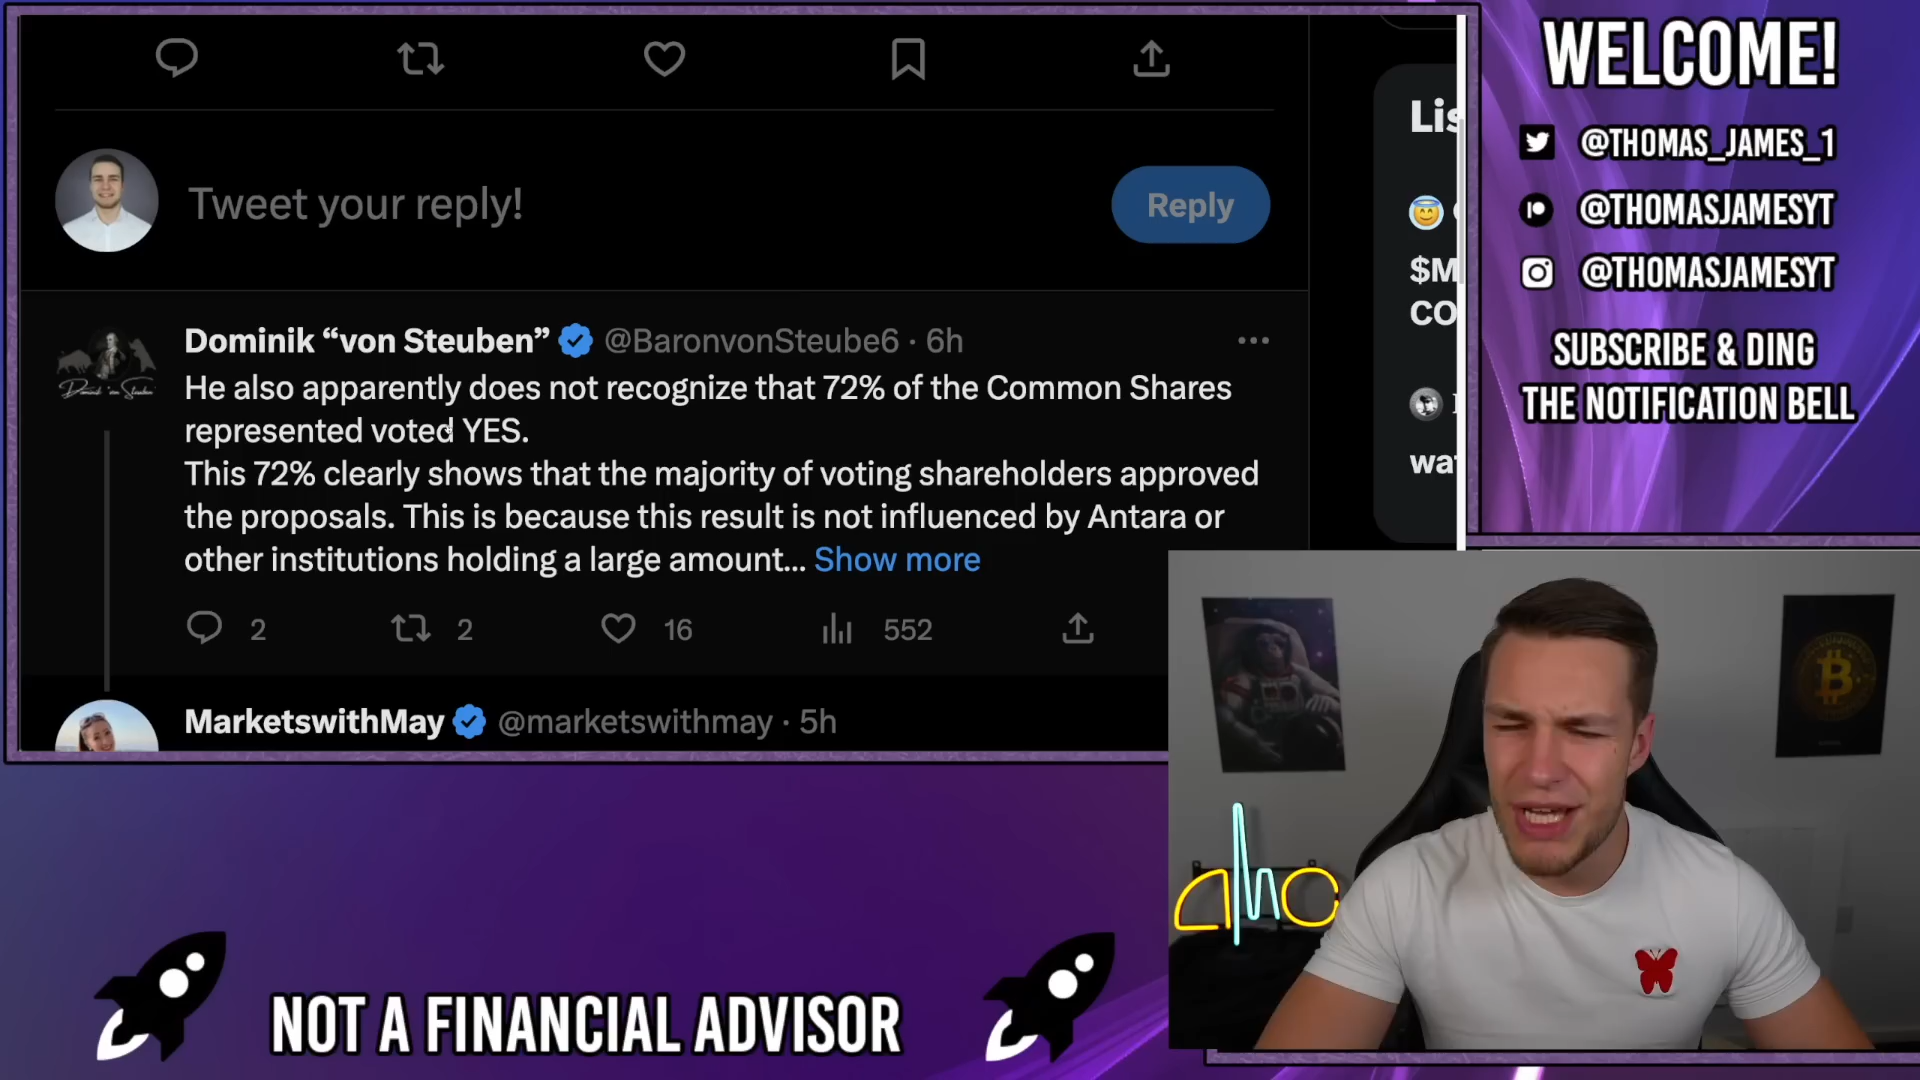 Tweet your reply!
Reply
Dominik “von Steuben” @BaronvonSteube6 · 6h
He also apparently does not recognize that 72% of the Common Shares
represented voted YES.
This 72% clearly shows that the majority of voting shareholders approved
the proposals. This is because this result is not influenced by Antara or
other institutions holding a large amount... Show more
2
2
16
552
MarketswithMay @marketswithmay · 5h
Lis
$M
CO
wat
WELCOME!
@THOMAS_JAMES_1
@THOMASJAMESYT
@THOMASJAMESYT
SUBSCRIBE & DING
THE NOTIFICATION BELL
NOT A FINANCIAL ADVISOR